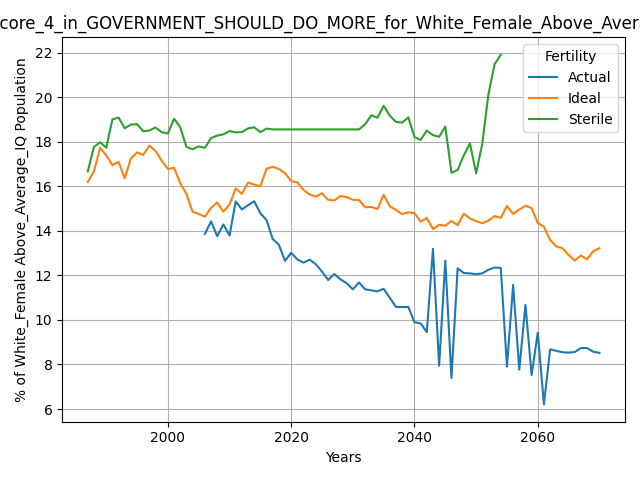 core_4_in_GOVERNMENT_SHOULD_DO_MORE_for_White_Female_Above_Aver
% of White_Female Above_Average_IQ Population
22
20
18
16
14
12
10
8
6
Fertility
Actual
Ideal
Sterile
2000
2020
2040
2060
Years